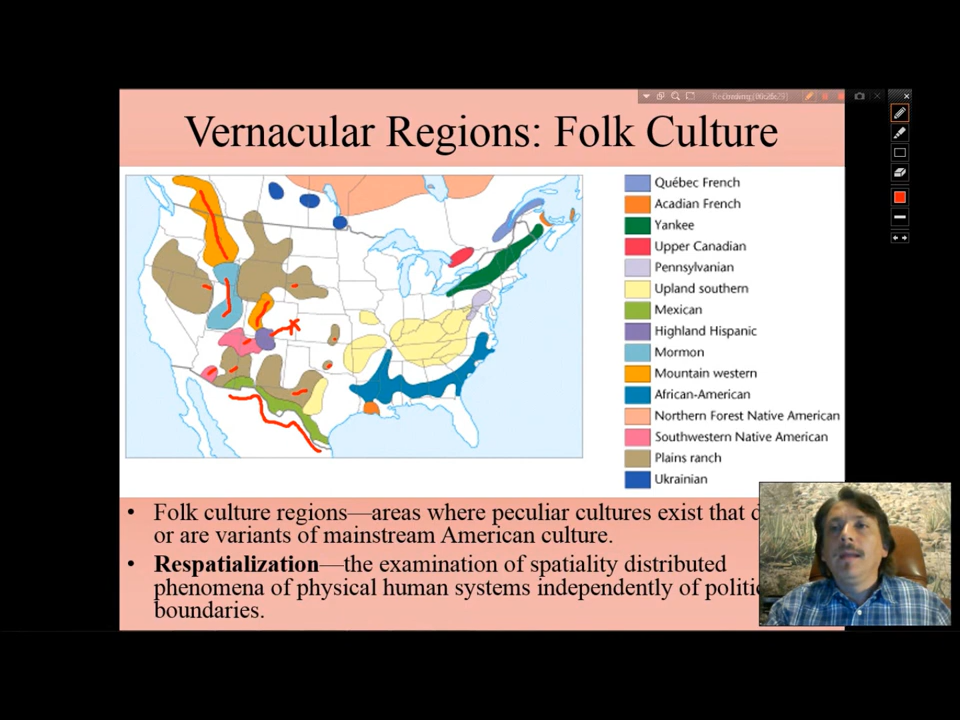 Vernacular Regions: Folk Culture
Québec French
Acadian French
Yankee
Upper Canadian
Pennsylvanian
Upland southern
Mexican
Highland Hispanic
Mormon
Mountain western
African-American
Northern Forest Native American
Southwestern Native American
Plains ranch
Ukrainian
• Folk culture regions—areas where peculiar cultures exist that
or are variants of mainstream American culture.
• Respatialization—the examination of spatiality distributed
phenomena of physical human systems independently of
boundaries.